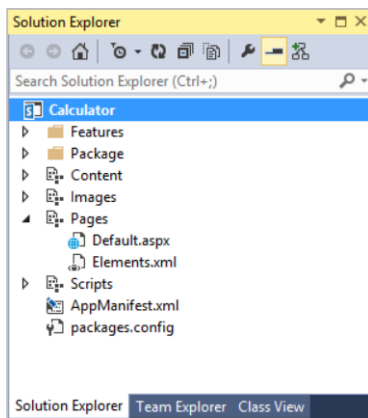 Solution Explorer
Search Solution Explorer (Ctrl+;)
Calculator
Features
Package
Content
Images
Pages
Default.aspx
Elements.xml
Scripts
AppManifest.xml
packages.config
Solution Explorer Team Explorer Class View